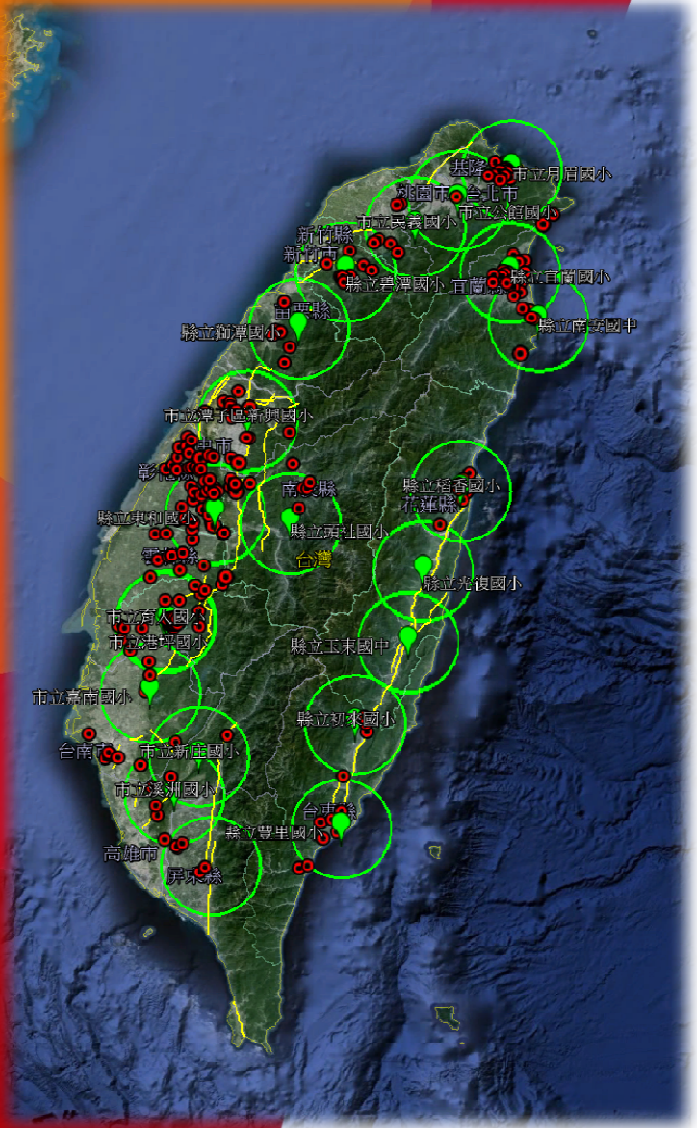 基隆
市立月眉國小
桃園市
台北市
市立公館國小
市立民義國小
新竹縣
新竹市
縣立碧潭國小
宜蘭縣
縣立宜蘭國小
縣立南安國中
苗栗縣
縣立獅潭國小
市立潭子區新興國小
中市
彰化縣
縣立東和國小
南投縣
縣立頭社國小
縣立稻香國小
花蓮縣
台灣
雲林縣
縣立光復國小
市立育人國小
市立港坪國小
縣立玉東國中
市立嘉南國小
縣立初來國小
台南市
市立新庄國小
市立溪洲國小
台東縣
縣立豐里國小
高雄市
屏東縣